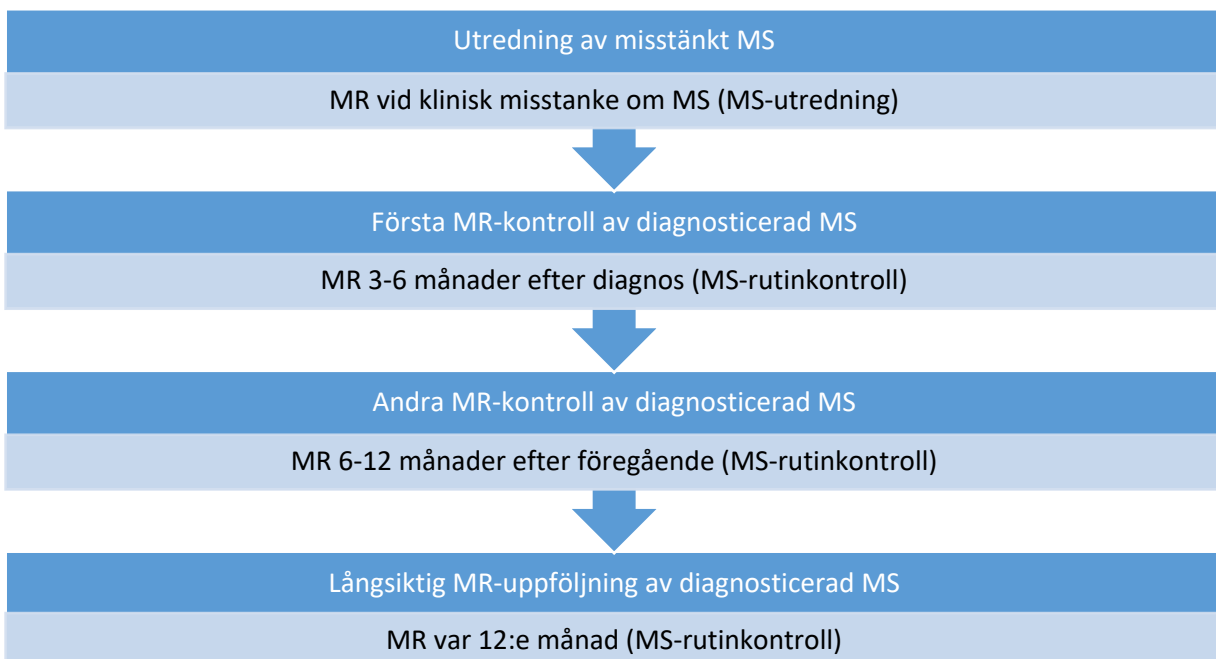 Utredning av misstänkt MS
MR vid klinisk misstanke om MS (MS-utredning)
Första MR-kontroll av diagnosticerad MS
MR 3-6 månader efter diagnos (MS-rutinkontroll)
Andra MR-kontroll av diagnosticerad MS
MR 6-12 månader efter föregående (MS-rutinkontroll)
Långsiktig MR-uppföljning av diagnosticerad MS
MR var 12:e månad (MS-rutinkontroll)